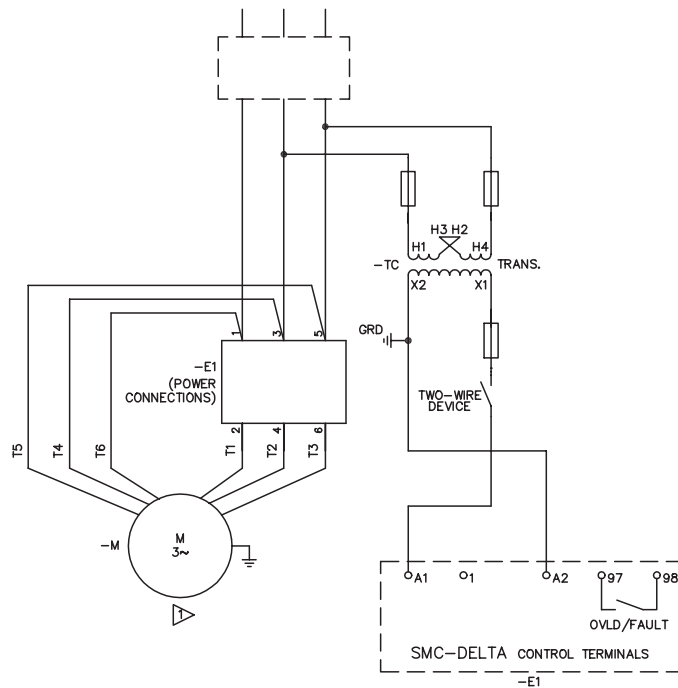 H3 H2
H1
H4
-TC
TRANS.
X2
X1
1
3
5
GRD
-E1
(POWER
CONNECTIONS)
TWO-WIRE
DEVICE
2
4
6
T5
T4
T6
T1
T2
T3
M
3~
-M
1
A1
1
A2
97
98
OVLD/FAULT
SMC-DELTA CONTROL TERMINALS
-E1